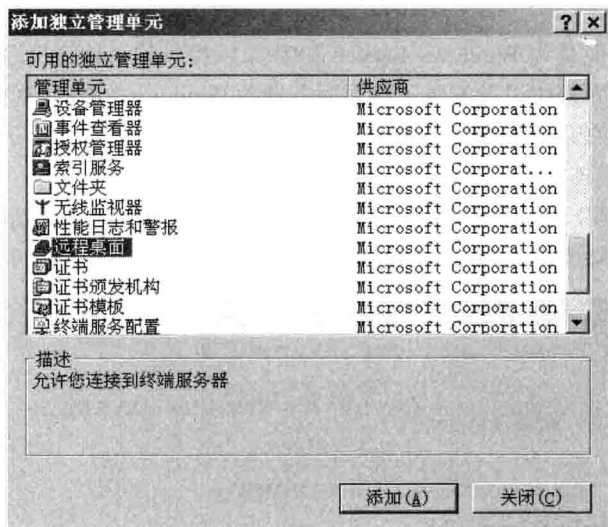 添加独立管理单元
可用的独立管理单元:
管理单元 供应商
设备管理器 Microsoft Corporation
事件查看器 Microsoft Corporation
授权管理器 Microsoft Corporation
索引服务 Microsoft Corporat...
文件夹 Microsoft Corporation
无线监视器 Microsoft Corporation
性能日志和警报 Microsoft Corporation
远程桌面 Microsoft Corporation
证书 Microsoft Corporation
证书颁发机构 Microsoft Corporation
证书模板 Microsoft Corporation
终端服务配置 Microsoft Corporation
描述
允许您连接到终端服务器
添加(A) 关闭(C)